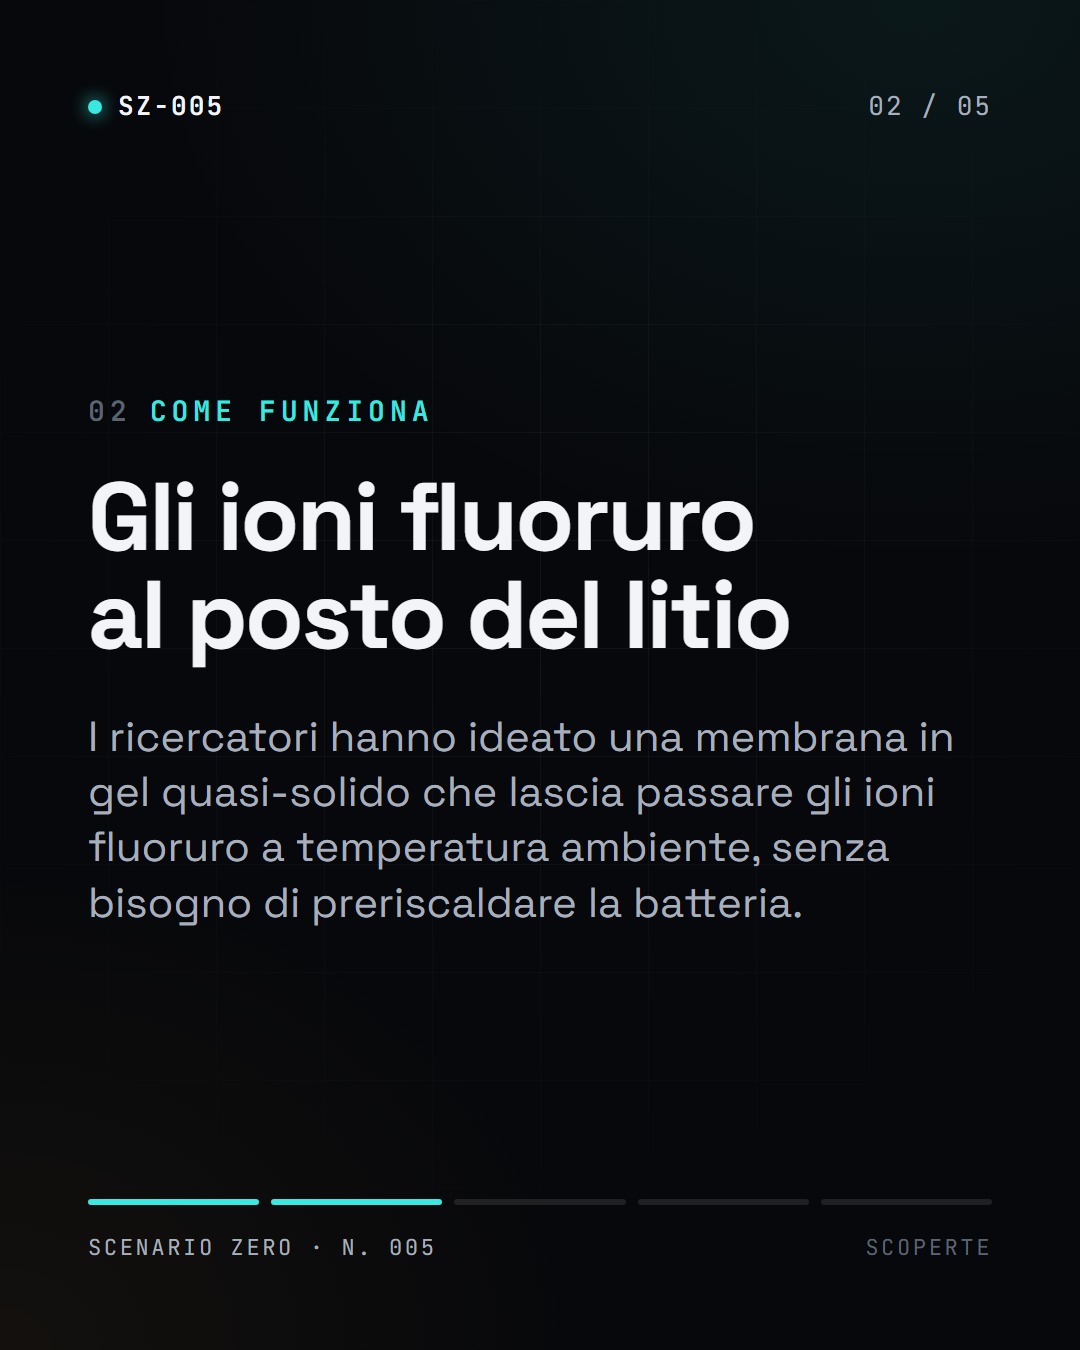 SZ-005
02 / 05
02 COME FUNZIONA
Gli ioni fluoruro
al posto del litio
I ricercatori hanno ideato una membrana in
gel quasi-solido che lascia passare gli ioni
fluoruro a temperatura ambiente, senza
bisogno di preriscaldare la batteria.
SCENARIO ZERO · N. 005
SCOPERTE